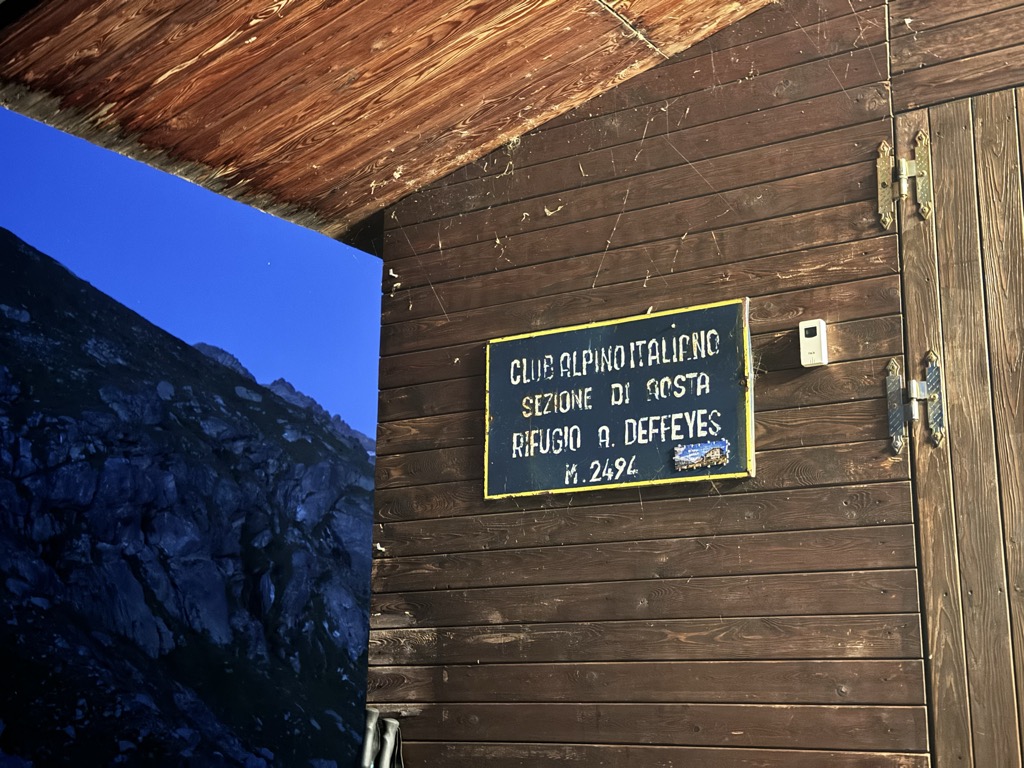 CLUB ALPINO ITALIANO
SEZIONE DI AOSTA
RIFUGIO A. DEFFEYES
M. 2494